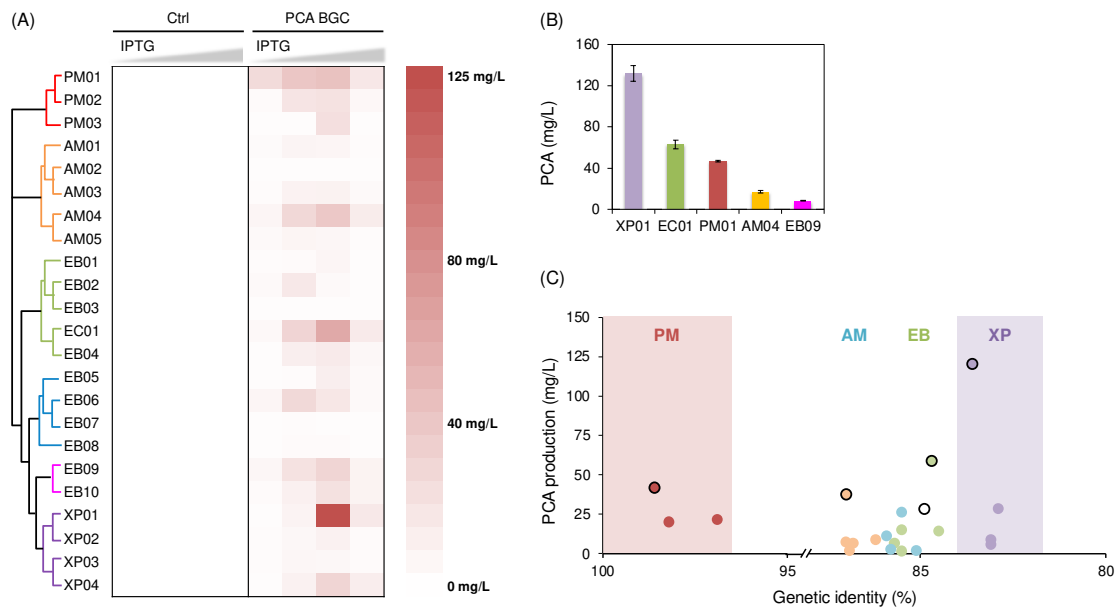 (A)
Ctrl
PCA BGC
IPTG
IPTG
PM01
PM02
PM03
AM01
AM02
AM03
AM04
AM05
EB01
EB02
EB03
EC01
EB04
EB05
EB06
EB07
EB08
EB09
EB10
XP01
XP02
XP03
XP04
125 mg/L
80 mg/L
40 mg/L
0 mg/L
(B)
PCA (mg/L)
160
120
80
40
0
XP01 EC01 PM01 AM04 EB09
(C)
PCA production (mg/L)
150
125
100
75
50
25
0
PM AM EB XP
100 95 85 80
Genetic identity (%)